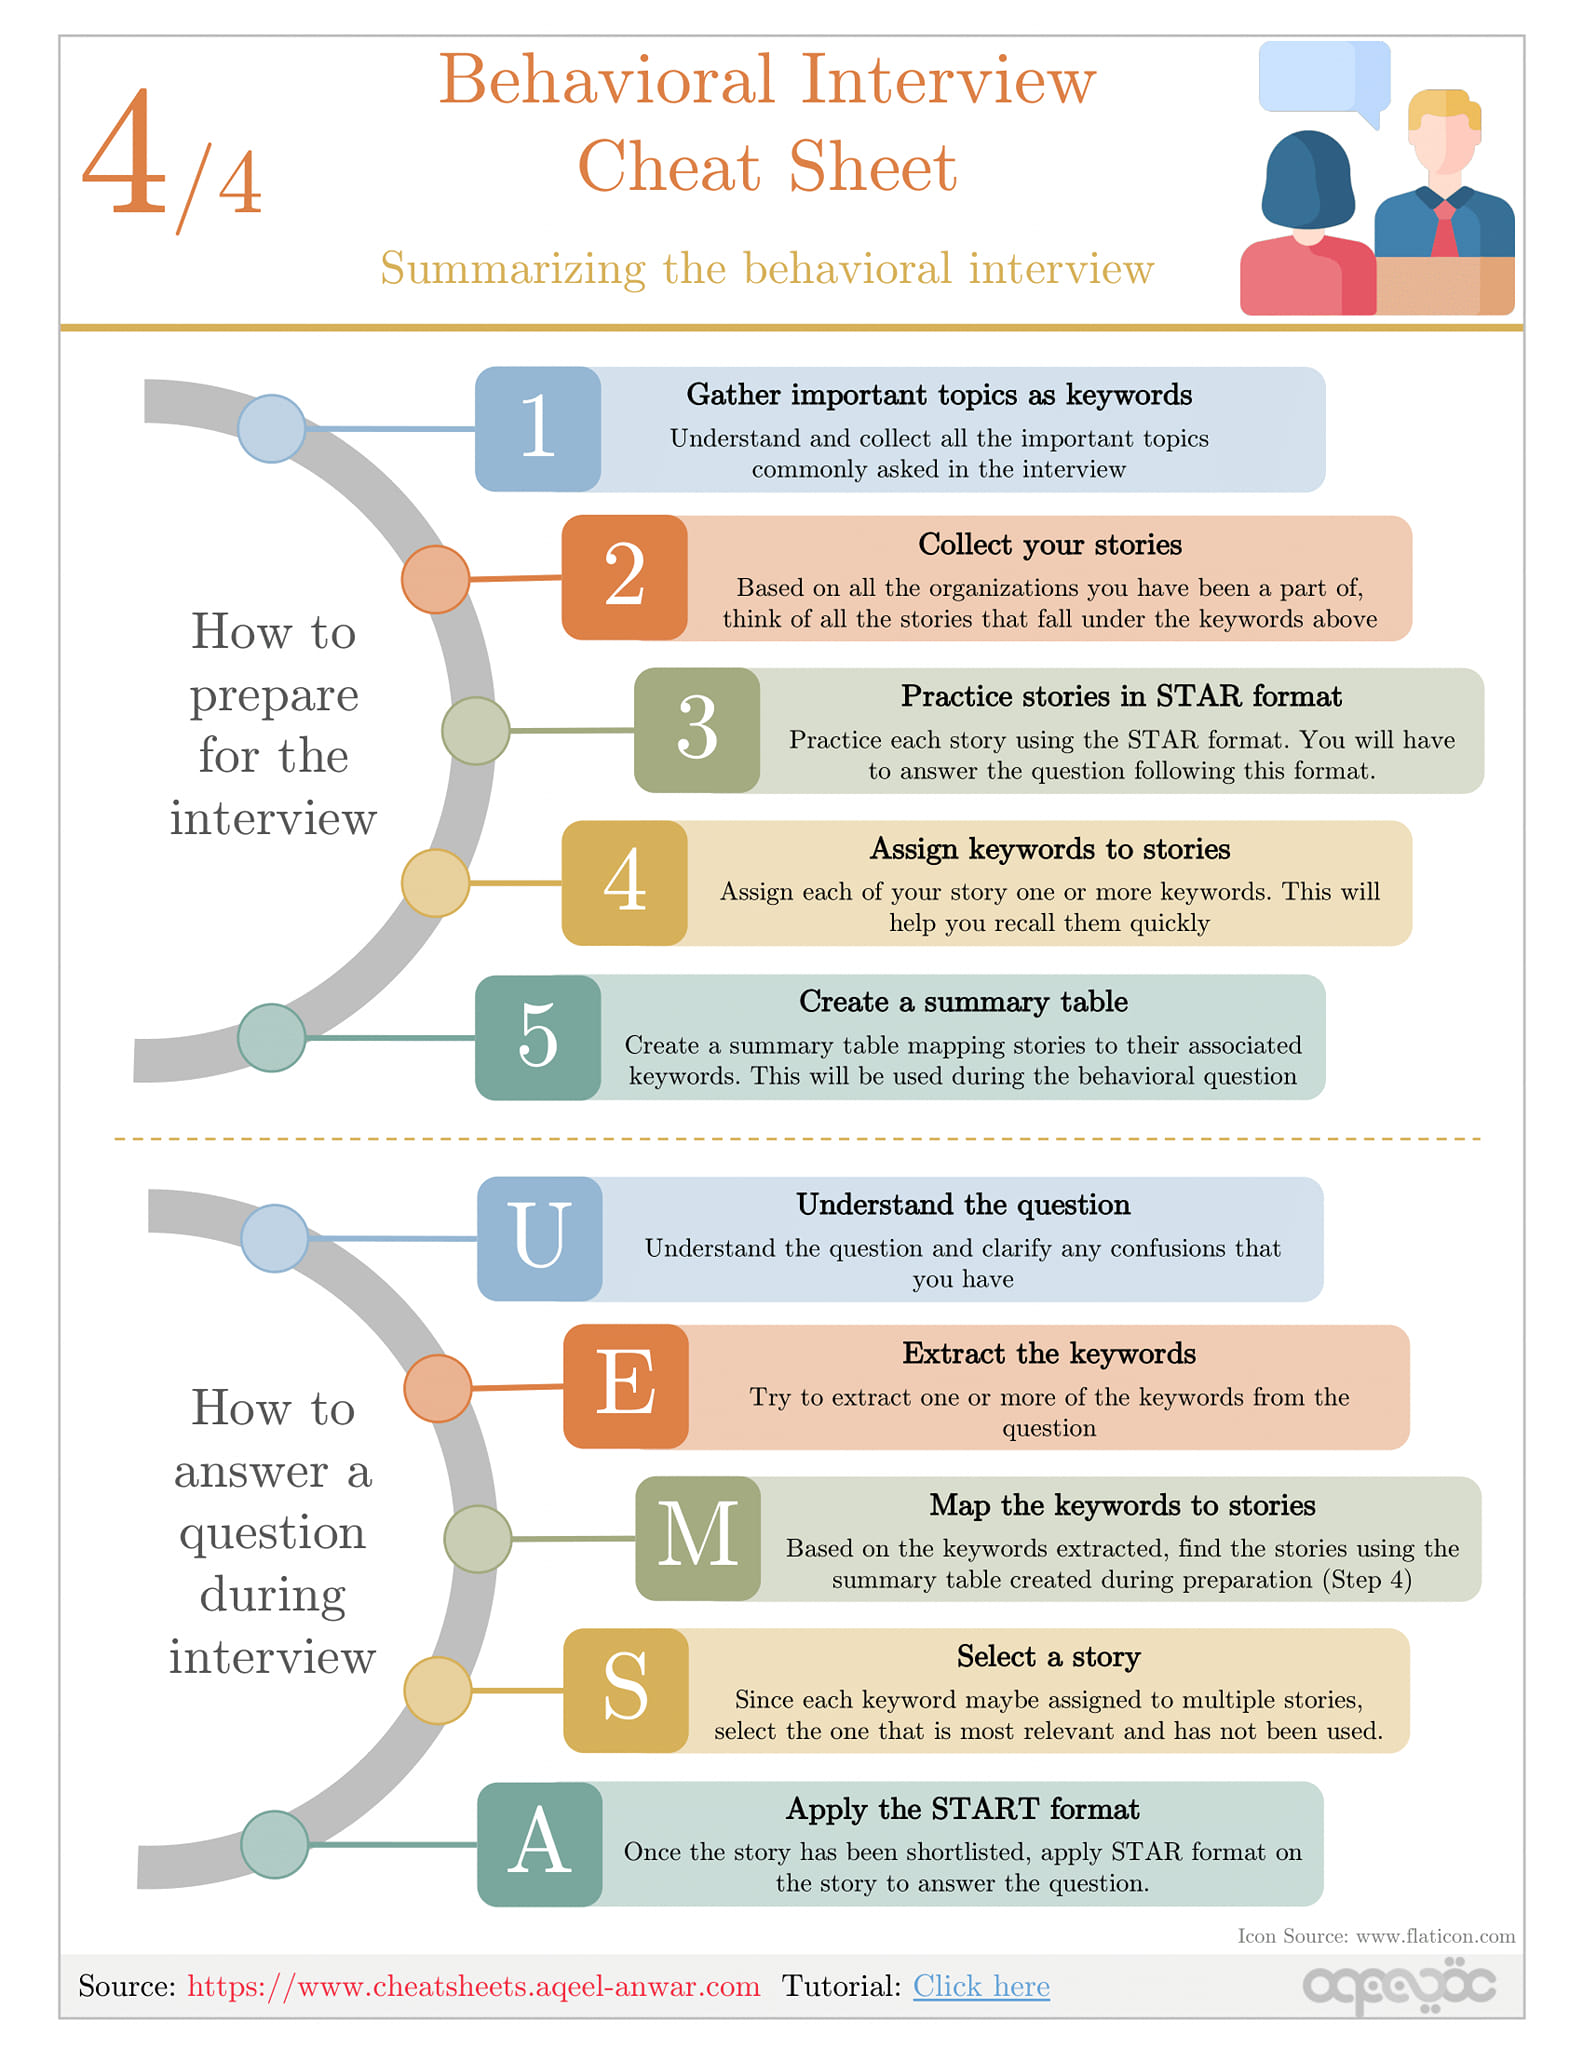 4/4
Behavioral Interview
Cheat Sheet
Summarizing the behavioral interview
How to
prepare
for the
interview
1
Gather important topics as keywords
Understand and collect all the important topics
commonly asked in the interview
2
Collect your stories
Based on all the organizations you have been a part of,
think of all the stories that fall under the keywords above
3
Practice stories in STAR format
Practice each story using the STAR format. You will have
to answer the question following this format.
4
Assign keywords to stories
Assign each of your story one or more keywords. This will
help you recall them quickly
5
Create a summary table
Create a summary table mapping stories to their associated
keywords. This will be used during the behavioral question
How to
answer a
question
during
interview
U
Understand the question
Understand the question and clarify any confusions that
you have
E
Extract the keywords
Try to extract one or more of the keywords from the
question
M
Map the keywords to stories
Based on the keywords extracted, find the stories using the
summary table created during preparation (Step 4)
S
Select a story
Since each keyword maybe assigned to multiple stories,
select the one that is most relevant and has not been used.
A
Apply the START format
Once the story has been shortlisted, apply STAR format on
the story to answer the question.
Icon Source: www.flaticon.com
Source: https://www.cheatsheets.aqeel-anwar.com Tutorial: Click here